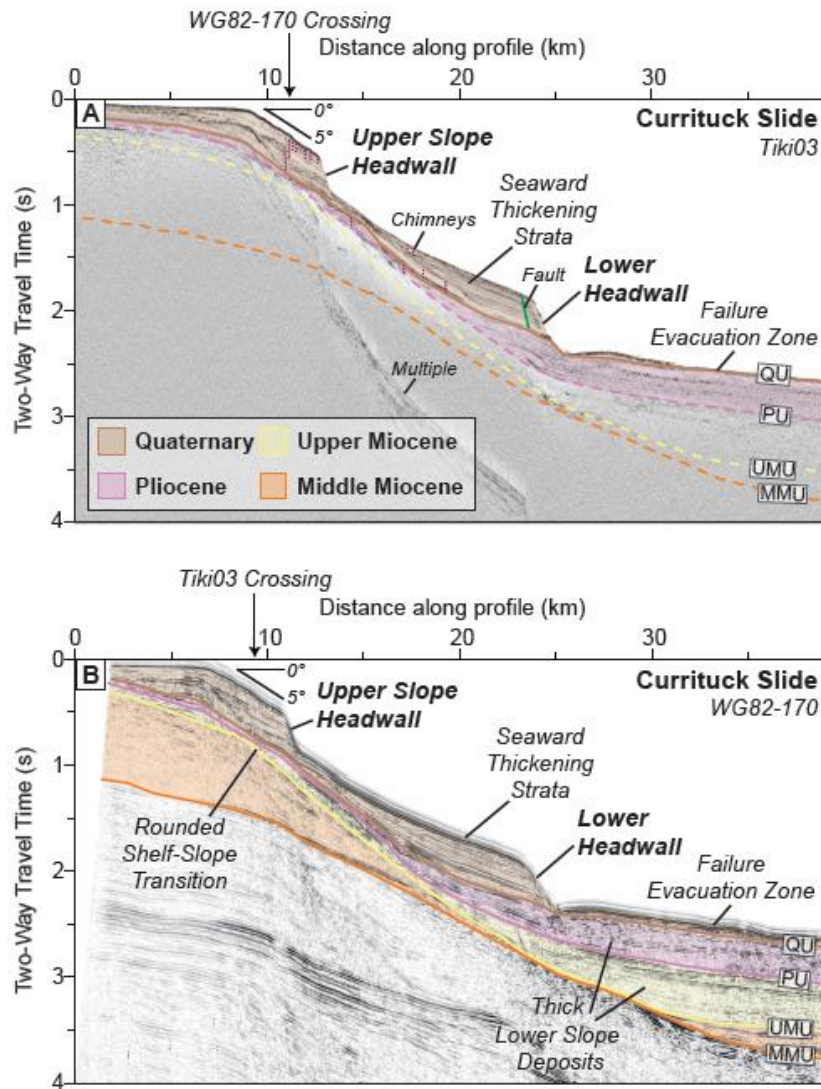 WG82-170 Crossing
Distance along profile (km)
0 10 20 30
0
A
0°
5°
Currituck Slide
Tiki03
Upper Slope
Headwall
Seaward
Thickening
Strata
1
Chimneys
Lower
Headwall
Fault
Two-Way Travel Time (s)
2
Failure
Evacuation Zone
QU
Multiple
3
PU
Quaternary
Upper Miocene
UMU
Pliocene
Middle Miocene
MMU
4
Tiki03 Crossing
Distance along profile (km)
0 10 20 30
0
B
0°
5°
Currituck Slide
WG82-170
Upper Slope
Headwall
Seaward
Thickening
Strata
1
Lower
Headwall
Rounded
Shelf-Slope
Transition
Two-Way Travel Time (s)
2
Failure
Evacuation Zone
QU
PU
3
Thick
Lower Slope
Deposits
UMU
MMU
4